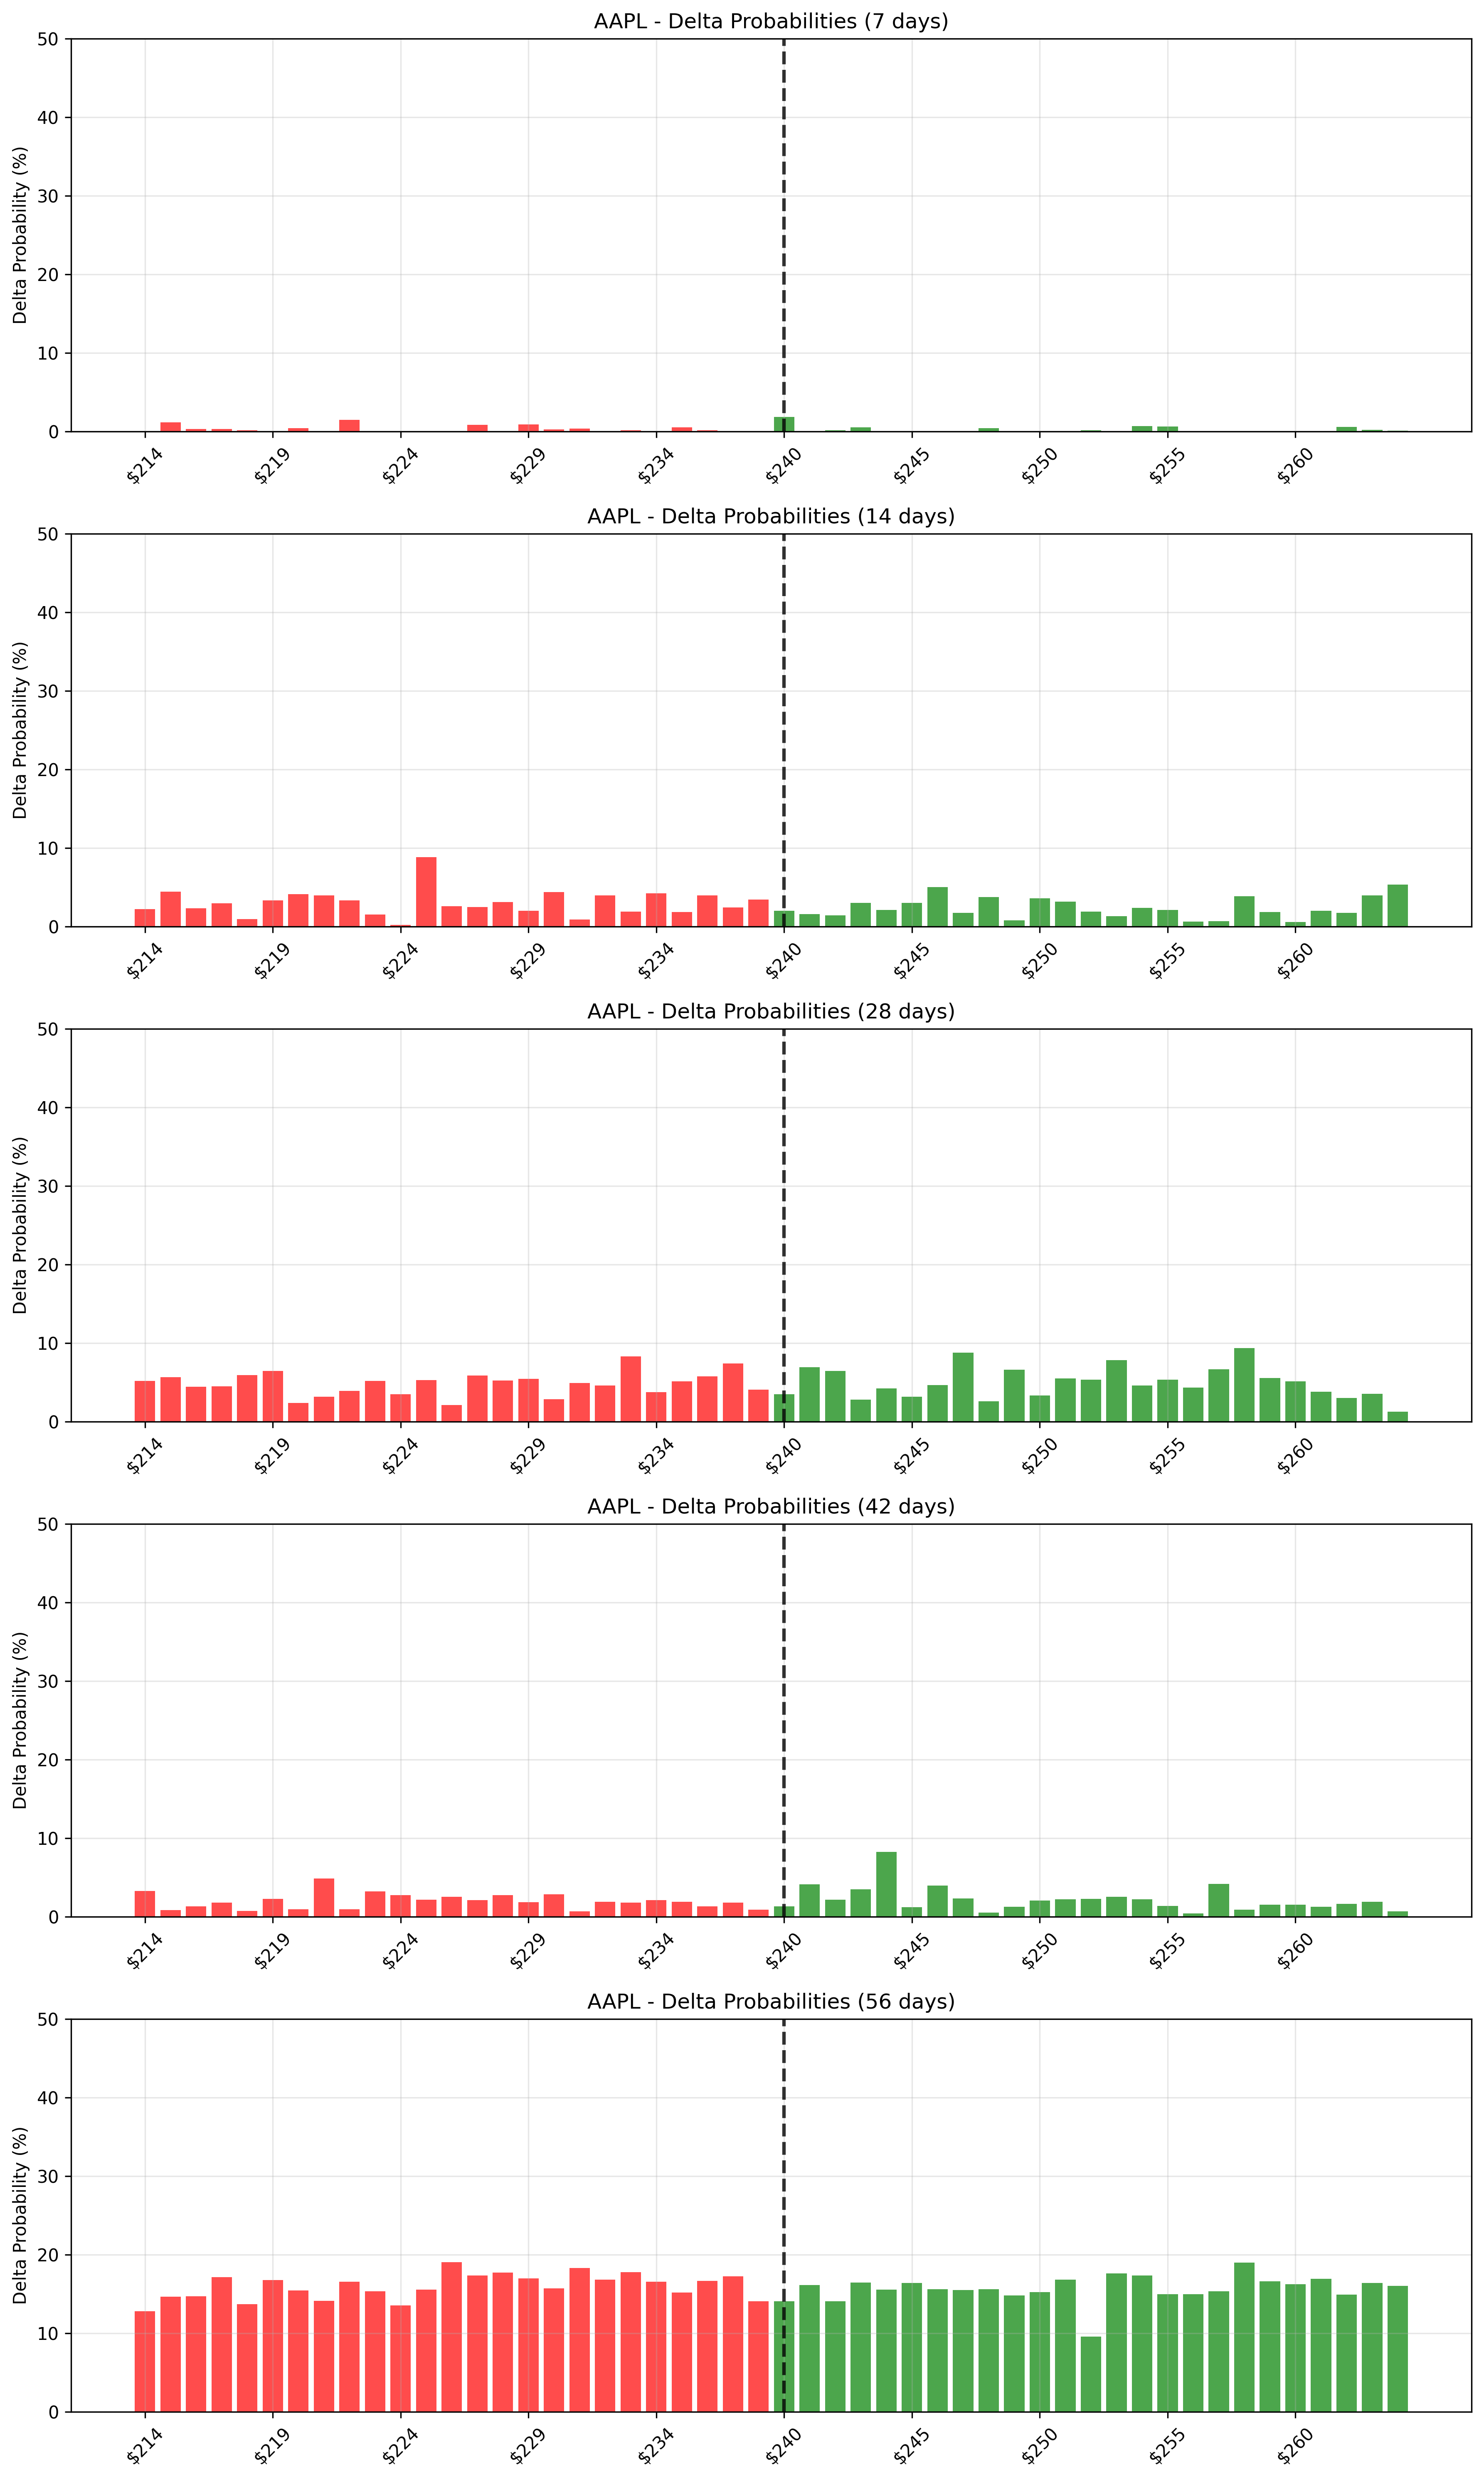 AAPL - Delta Probabilities (7 days)
Delta Probability (%)
50
40
30
20
10
0
$214 $219 $224 $229 $234 $240 $245 $250 $255 $260
AAPL - Delta Probabilities (14 days)
Delta Probability (%)
50
40
30
20
10
0
$214 $219 $224 $229 $234 $240 $245 $250 $255 $260
AAPL - Delta Probabilities (28 days)
Delta Probability (%)
50
40
30
20
10
0
$214 $219 $224 $229 $234 $240 $245 $250 $255 $260
AAPL - Delta Probabilities (42 days)
Delta Probability (%)
50
40
30
20
10
0
$214 $219 $224 $229 $234 $240 $245 $250 $255 $260
AAPL - Delta Probabilities (56 days)
Delta Probability (%)
50
40
30
20
10
0
$214 $219 $224 $229 $234 $240 $245 $250 $255 $260